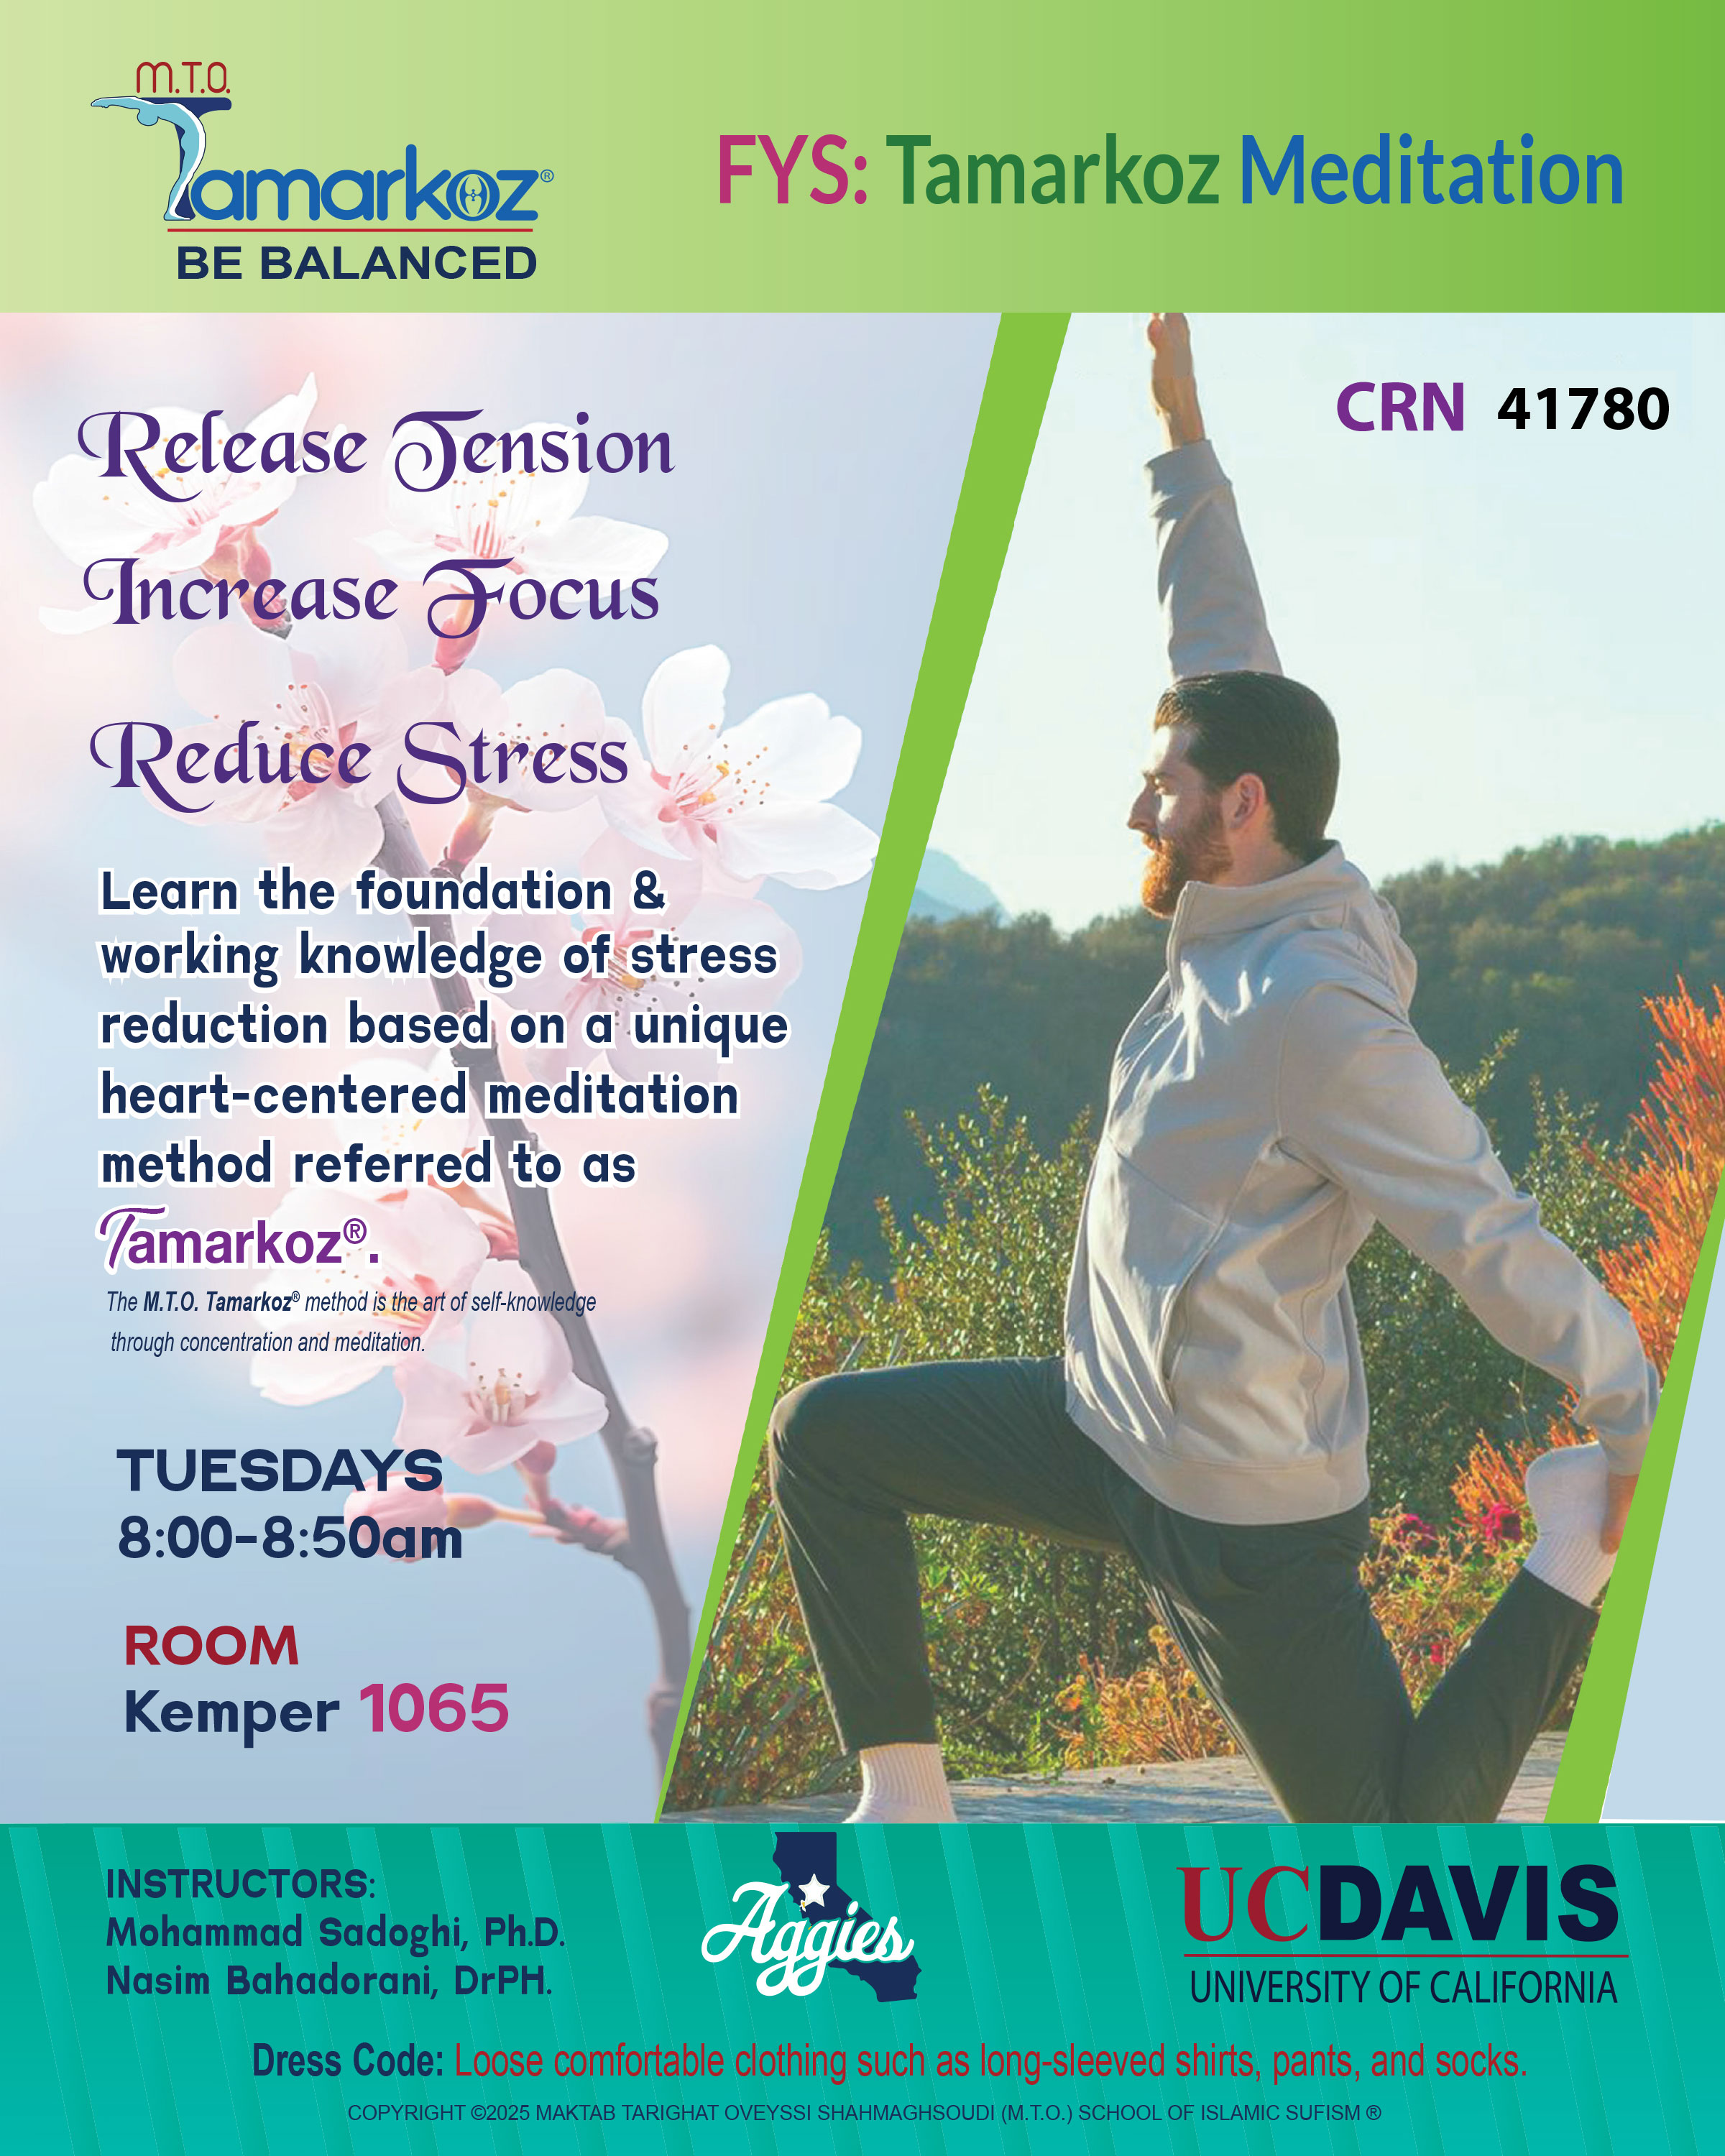 M.T.O.
Tamarkoz®
BE BALANCED
FYS: Tamarkoz Meditation
CRN 41780
Release Tension
Increase Focus
Reduce Stress
Learn the foundation &
working knowledge of stress
reduction based on a unique
heart-centered meditation
method referred to as
Tamarkoz®.
The M.T.O. Tamarkoz® method is the art of self-knowledge
through concentration and meditation.
TUESDAYS
8:00-8:50am
ROOM
Kemper 1065
INSTRUCTORS:
Mohammad Sadoghi, Ph.D.
Nasim Bahadorani, DrPH.
Aggies
UCDAVIS
UNIVERSITY OF CALIFORNIA
Dress Code: Loose comfortable clothing such as long-sleeved shirts, pants, and socks.
COPYRIGHT ©2025 MAKTAB TARIGHAT OVEYSSI SHAHMAGHSOUDI (M.T.O.) SCHOOL OF ISLAMIC SUFISM ®